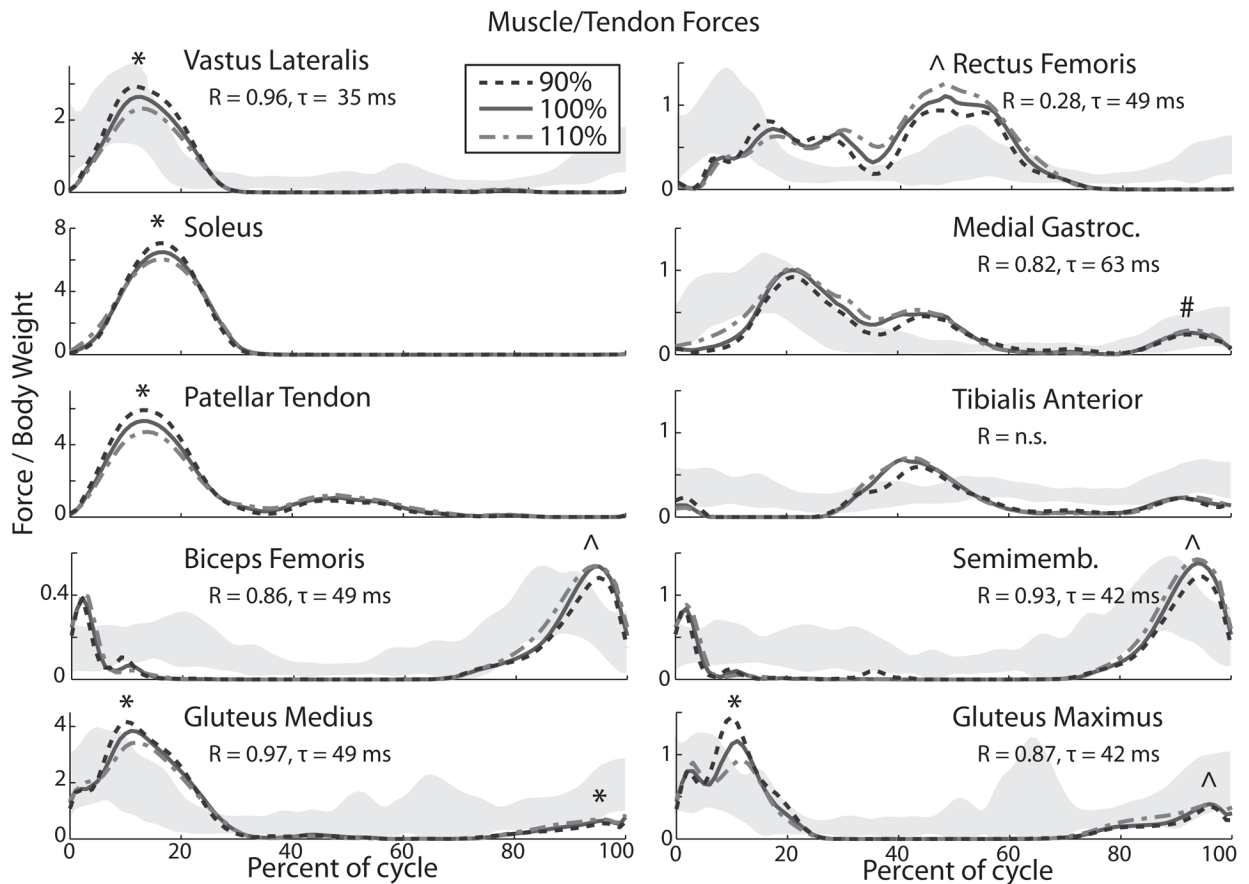 Muscle/Tendon Forces
Force / Body Weight
*
Vastus Lateralis
R = 0.96, τ = 35 ms
2
0
90%
100%
110%
^ Rectus Femoris
R = 0.28, τ = 49 ms
1
0
*
Soleus
8
4
0
Medial Gastroc.
R = 0.82, τ = 63 ms
#
1
0
*
Patellar Tendon
4
0
Tibialis Anterior
R = n.s.
1
0
Biceps Femoris
R = 0.86, τ = 49 ms
^
0.4
0
Semimemb.
R = 0.93, τ = 42 ms
^
1
0
*
Gluteus Medius
R = 0.97, τ = 49 ms
*
4
2
0
0 20 40 60 80 100
Percent of cycle
*
Gluteus Maximus
R = 0.87, τ = 42 ms
^
1
0
0 20 40 60 80 100
Percent of cycle